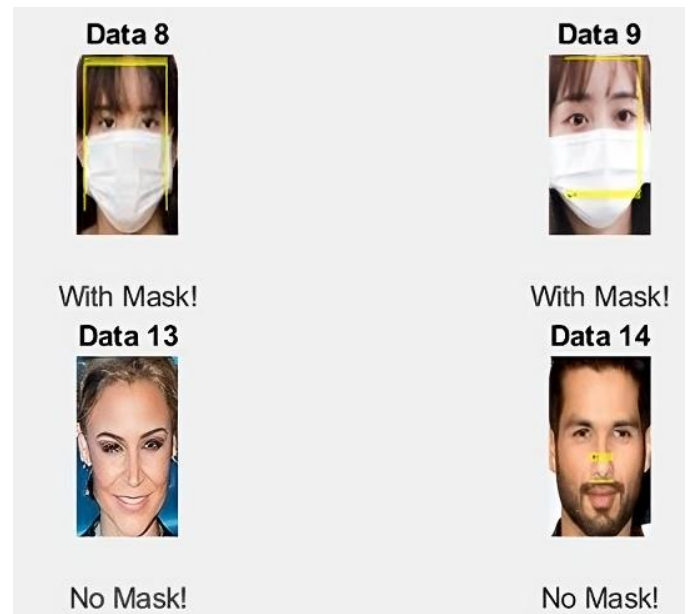 Data 8
Data 9
With Mask!
With Mask!
Data 13
Data 14
No Mask!
No Mask!